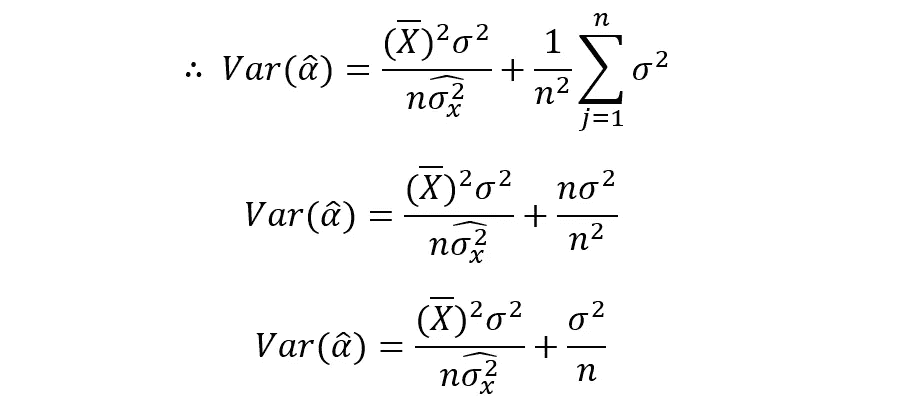 ∴ Var(α̂) = (X̅)²σ² / nσ̂ₓ² + 1/n² ∑ⱼ₌₁ⁿ σ²
Var(α̂) = (X̅)²σ² / nσ̂ₓ² + nσ² / n²
Var(α̂) = (X̅)²σ² / nσ̂ₓ² + σ² / n